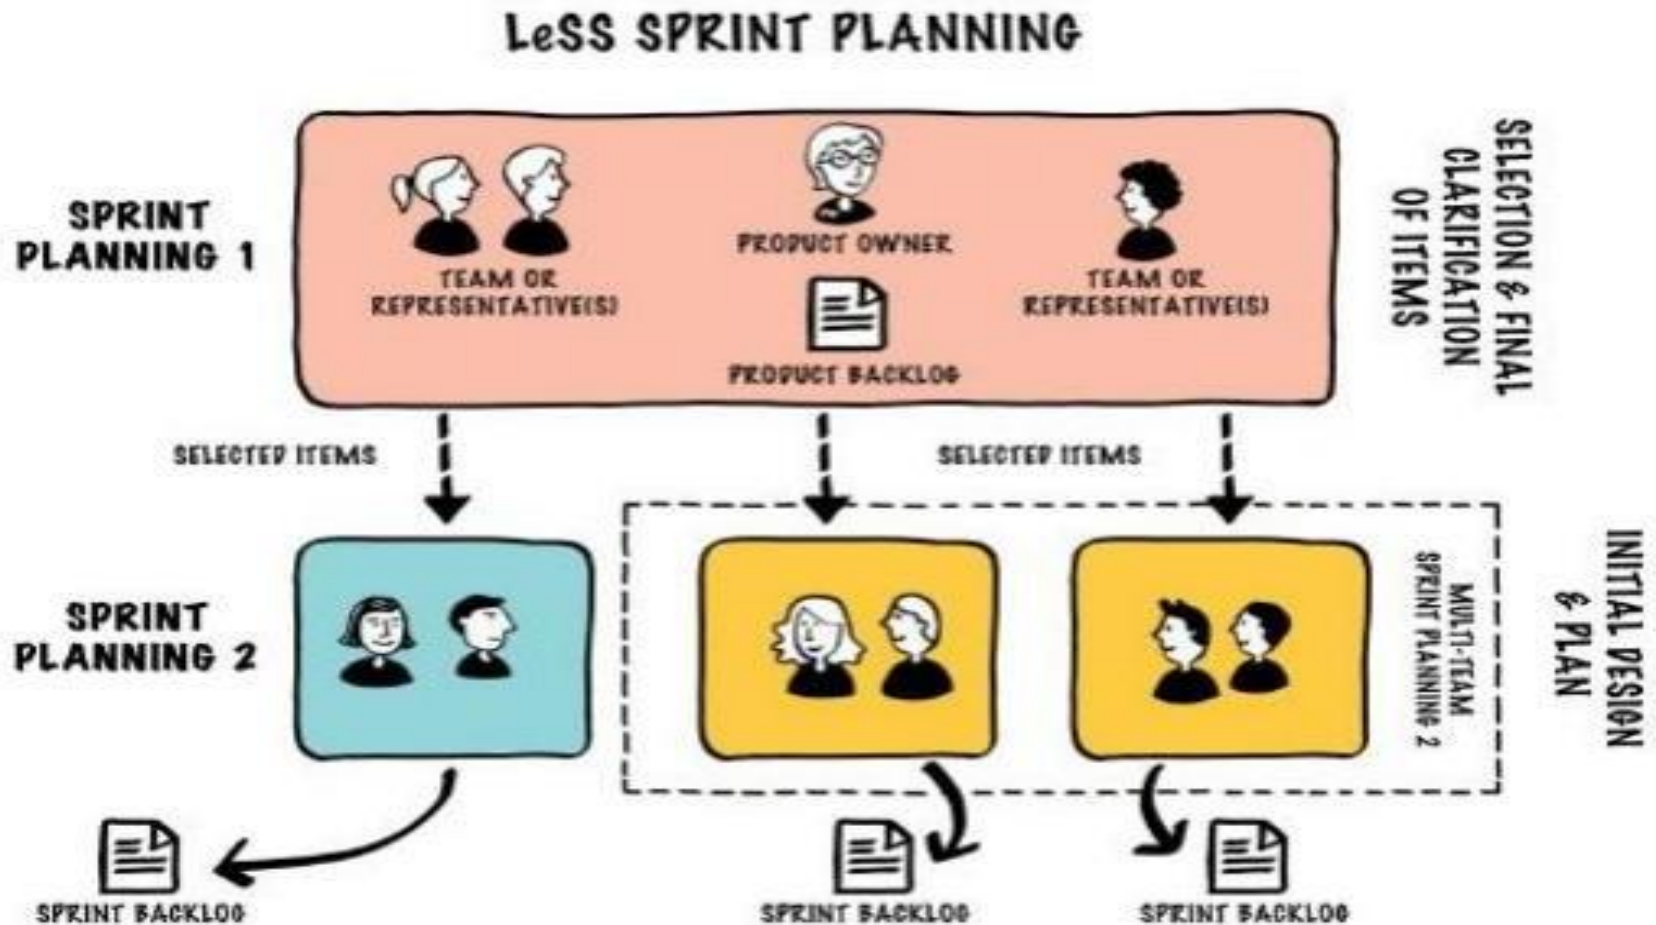 LeSS SPRINT PLANNING
SPRINT
PLANNING 1
TEAM OR
REPRESENTATIVE(S)
PRODUCT OWNER
PRODUCT BACKLOG
TEAM OR
REPRESENTATIVE(S)
SELECTION & FINAL
CLARIFICATION
OF ITEMS
SELECTED ITEMS
SELECTED ITEMS
SPRINT
PLANNING 2
MULTI-TEAM
SPRINT PLANNING 2
INITIAL DESIGN
& PLAN
SPRINT BACKLOG
SPRINT BACKLOG
SPRINT BACKLOG